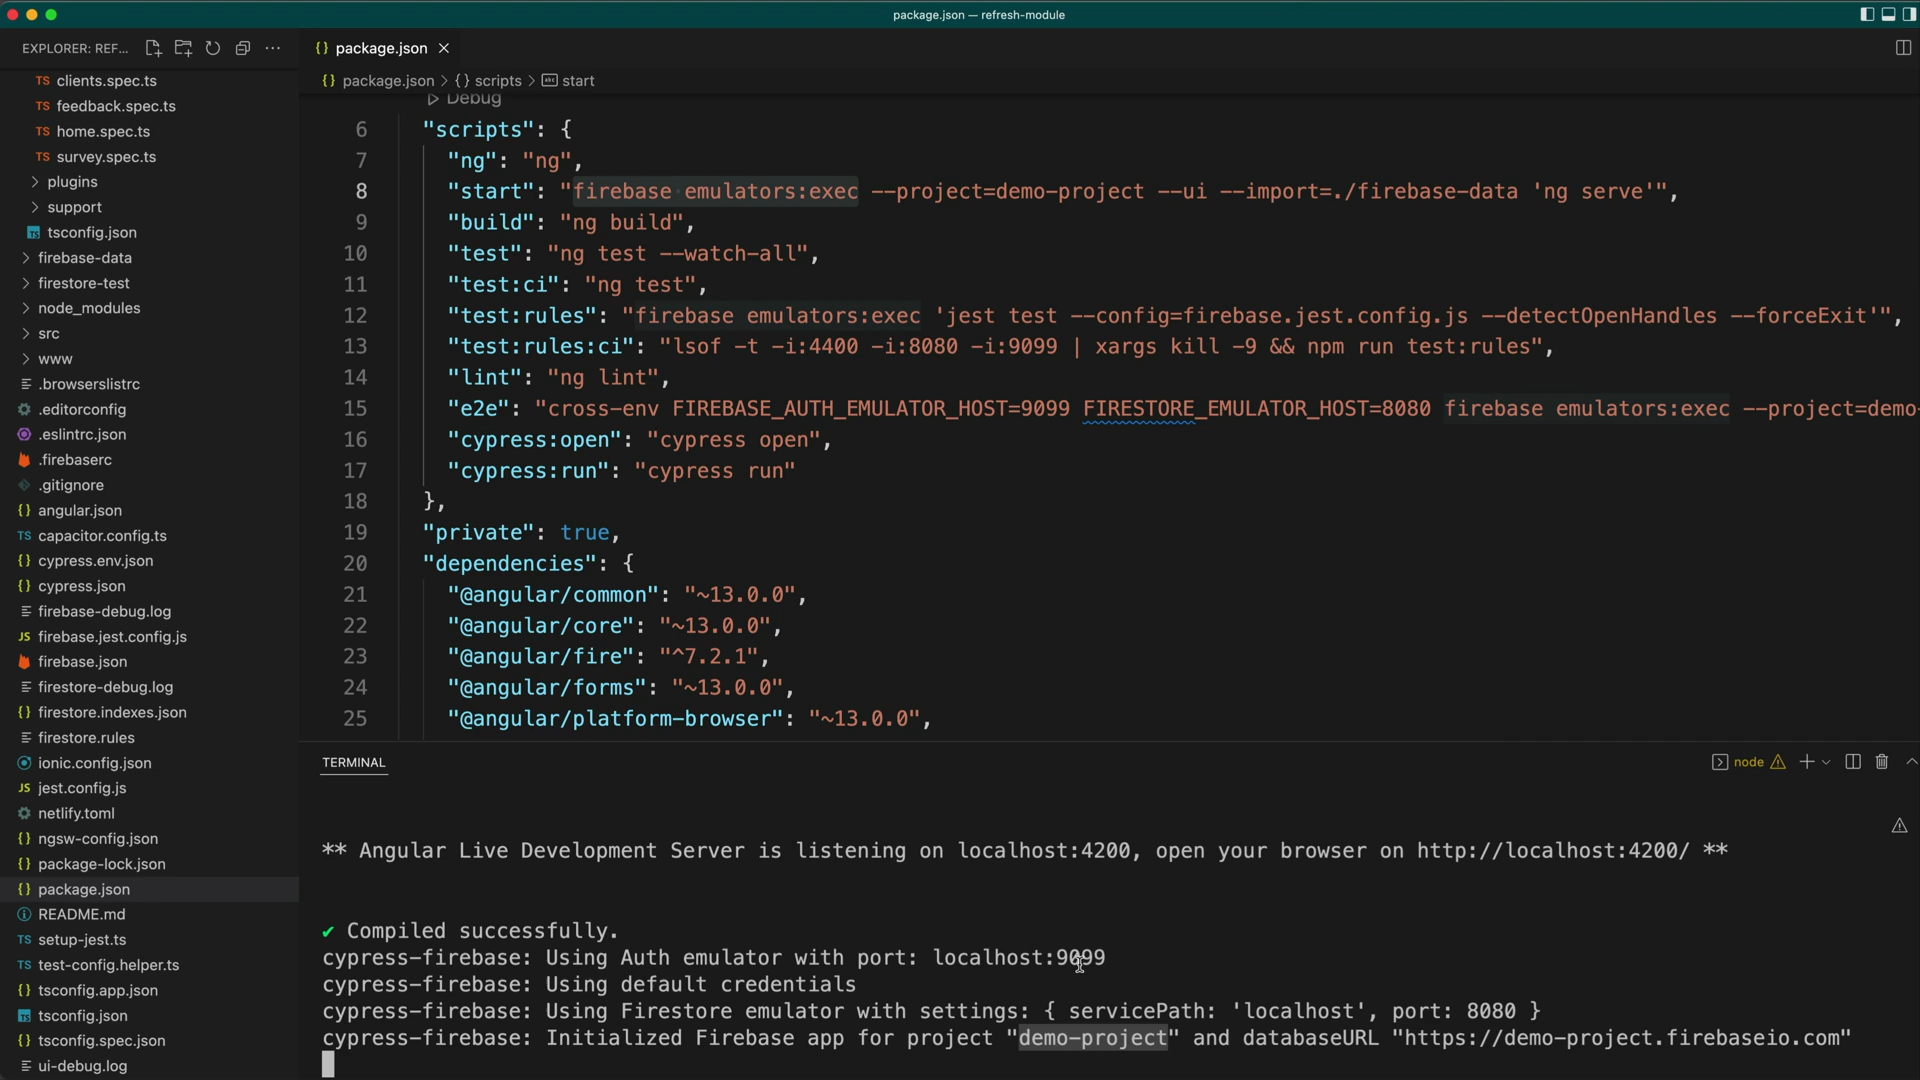 package.json — refresh-module
EXPLORER: REF...
package.json
package.json > {} scripts > start
clients.spec.ts
feedback.spec.ts
home.spec.ts
survey.spec.ts
plugins
support
tsconfig.json
firebase-data
firestore-test
node_modules
src
www
.browserslistrc
.editorconfig
.eslintrc.json
.firebaserc
.gitignore
angular.json
capacitor.config.ts
cypress.env.json
cypress.json
firebase-debug.log
firebase.jest.config.js
firebase.json
firestore-debug.log
firestore.indexes.json
firestore.rules
ionic.config.json
jest.config.js
netlify.toml
ngsw-config.json
package-lock.json
package.json
README.md
setup-jest.ts
test-config.helper.ts
tsconfig.app.json
tsconfig.json
tsconfig.spec.json
ui-debug.log
Debug
6 "scripts": {
7 "ng": "ng",
8 "start": "firebase emulators:exec --project=demo-project --ui --import=./firebase-data 'ng serve'",
9 "build": "ng build",
10 "test": "ng test --watch-all",
11 "test:ci": "ng test",
12 "test:rules": "firebase emulators:exec 'jest test --config=firebase.jest.config.js --detectOpenHandles --forceExit'",
13 "test:rules:ci": "lsof -t -i:4400 -i:8080 -i:9099 | xargs kill -9 && npm run test:rules",
14 "lint": "ng lint",
15 "e2e": "cross-env FIREBASE_AUTH_EMULATOR_HOST=9099 FIRESTORE_EMULATOR_HOST=8080 firebase emulators:exec --project=demo-
16 "cypress:open": "cypress open",
17 "cypress:run": "cypress run"
18 },
19 "private": true,
20 "dependencies": {
21 "@angular/common": "~13.0.0",
22 "@angular/core": "~13.0.0",
23 "@angular/fire": "^7.2.1",
24 "@angular/forms": "~13.0.0",
25 "@angular/platform-browser": "~13.0.0",
TERMINAL
node
** Angular Live Development Server is listening on localhost:4200, open your browser on http://localhost:4200/ **
✔ Compiled successfully.
cypress-firebase: Using Auth emulator with port: localhost:9099
cypress-firebase: Using default credentials
cypress-firebase: Using Firestore emulator with settings: { servicePath: 'localhost', port: 8080 }
cypress-firebase: Initialized Firebase app for project "demo-project" and databaseURL "https://demo-project.firebaseio.com"